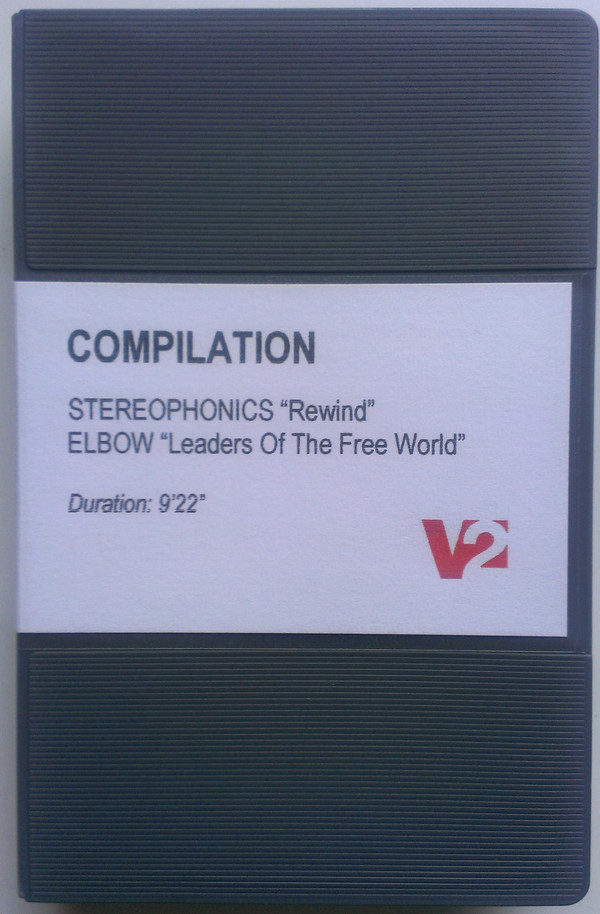 COMPILATION
STEREOPHONICS “Rewind”
ELBOW “Leaders Of The Free World”
Duration: 9'22"
V2